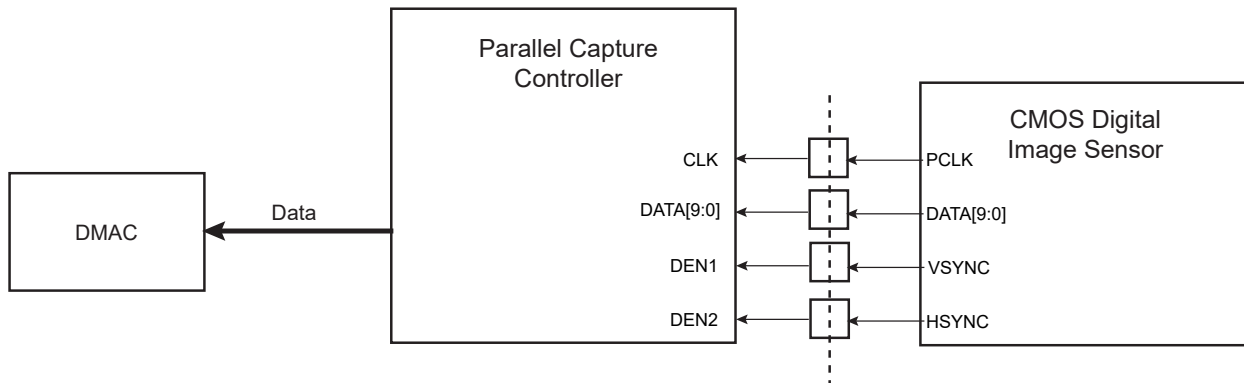 Parallel Capture
Controller
CMOS Digital
Image Sensor
CLK
PCLK
DATA[9:0]
DATA[9:0]
Data
DMAC
DEN1
VSYNC
DEN2
HSYNC